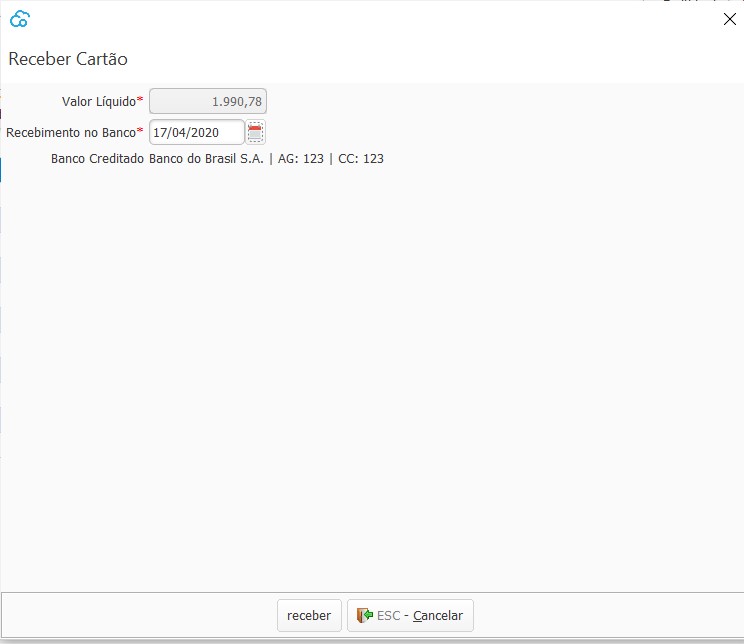 Receber Cartão
Valor Líquido* 1.990,78
Recebimento no Banco* 17/04/2020
Banco Creditado Banco do Brasil S.A. | AG: 123 | CC: 123
receber ESC - Cancelar